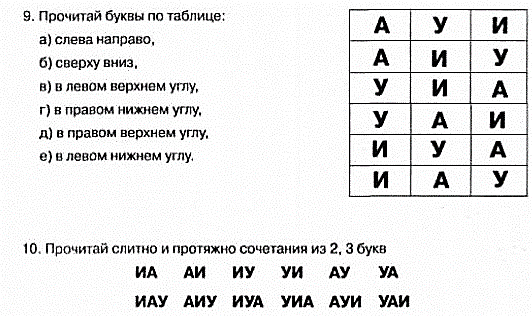 9. Прочитай буквы по таблице:
а) слева направо,
б) сверху вниз,
в) в левом верхнем углу,
г) в правом нижнем углу,
д) в правом верхнем углу,
е) в левом нижнем углу.
А У И
А И У
У И А
У А И
И У А
И А У
10. Прочитай слитно и протяжно сочетания из 2, 3 букв
ИА АИ ИУ УИ АУ УА
ИАУ АИУ ИУА УИА АУИ УАИ